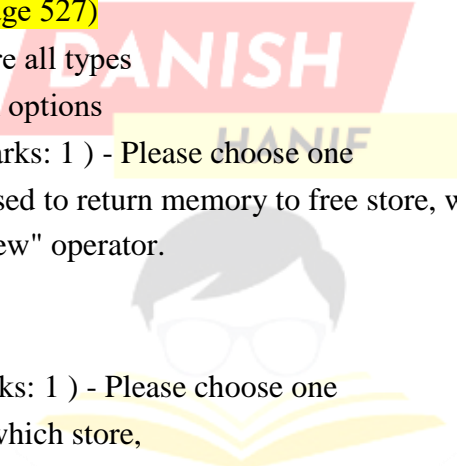 ge 527)
re all types
options
DANISH
HANIF
arks: 1 ) - Please choose one
sed to return memory to free store, w
ew" operator.
ks: 1 ) - Please choose one
which store,